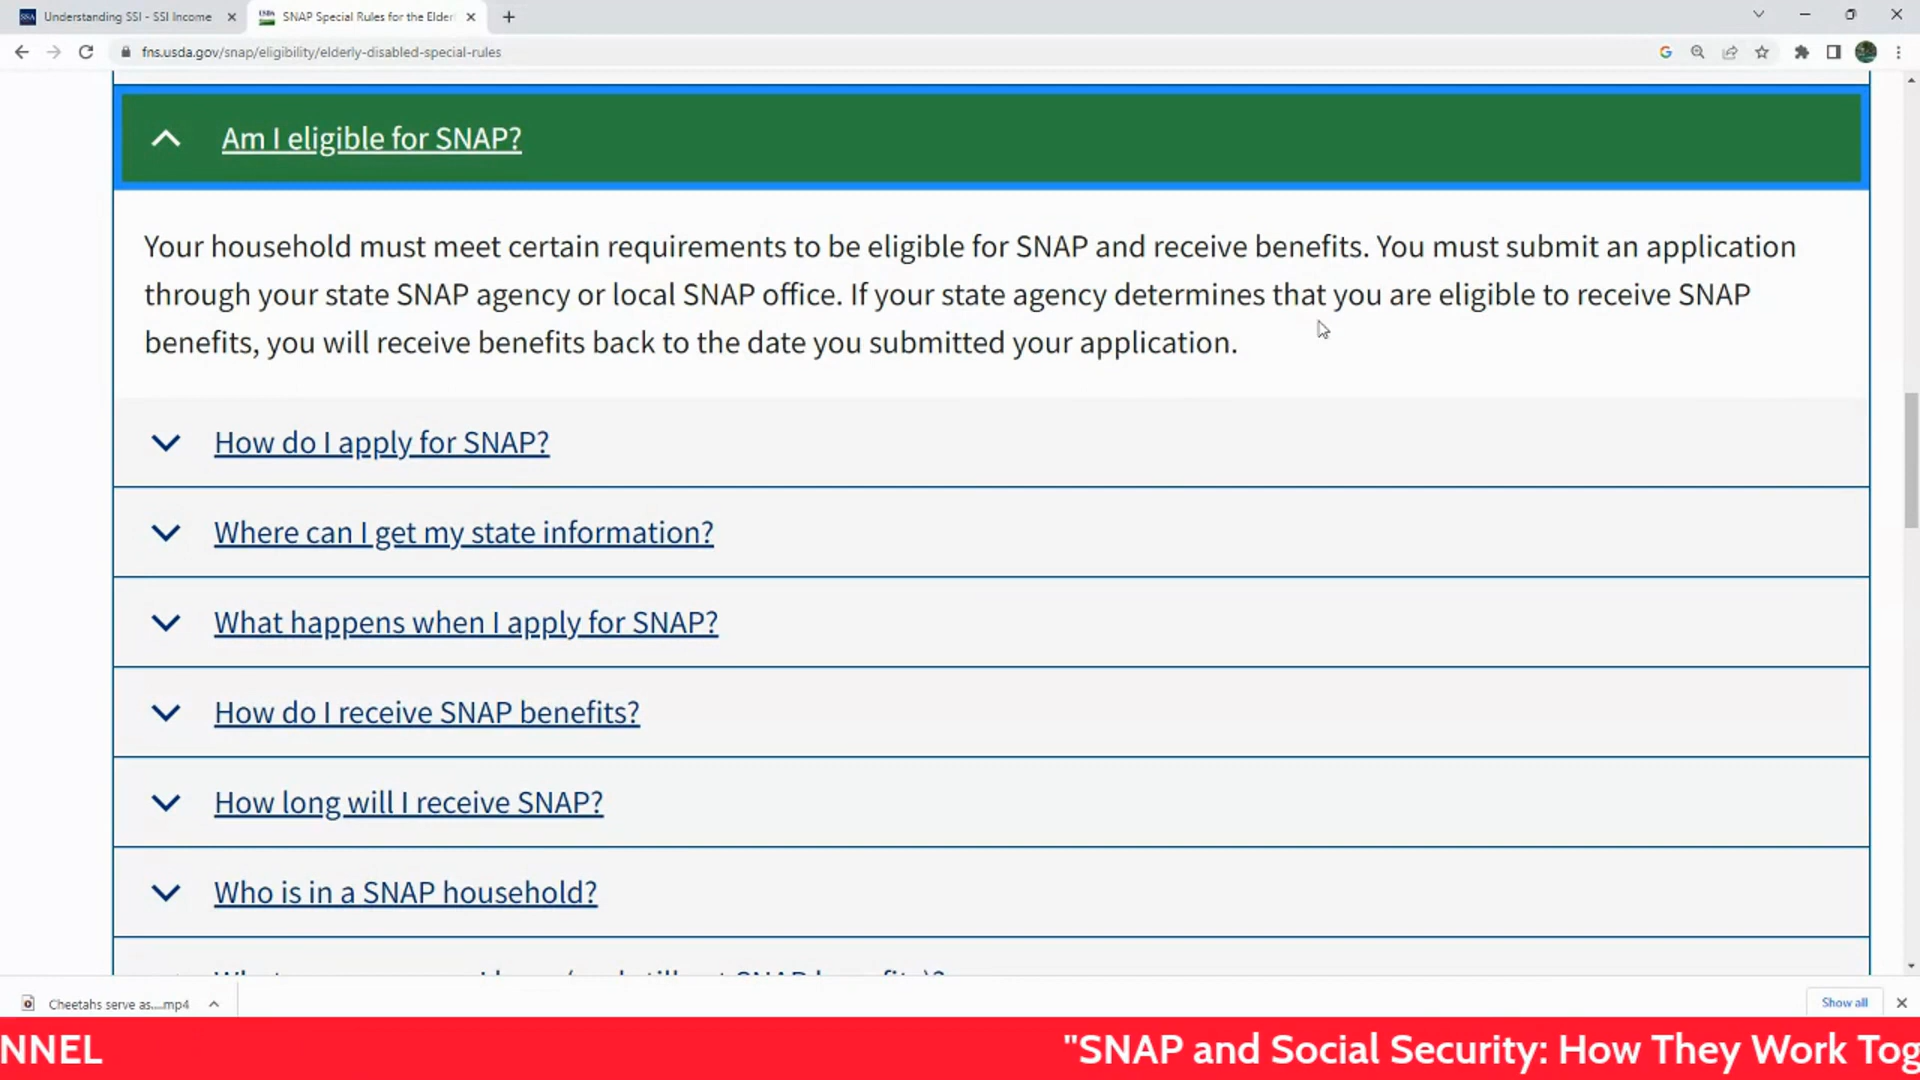 Understanding SSI - SSI Income
SNAP Special Rules for the Elder
fns.usda.gov/snap/eligibility/elderly-disabled-special-rules
Am I eligible for SNAP?
Your household must meet certain requirements to be eligible for SNAP and receive benefits. You must submit an application
through your state SNAP agency or local SNAP office. If your state agency determines that you are eligible to receive SNAP
benefits, you will receive benefits back to the date you submitted your application.
How do I apply for SNAP?
Where can I get my state information?
What happens when I apply for SNAP?
How do I receive SNAP benefits?
How long will I receive SNAP?
Who is in a SNAP household?
Cheetahs serve as....mp4
Show all
NNEL
"SNAP and Social Security: How They Work Tog